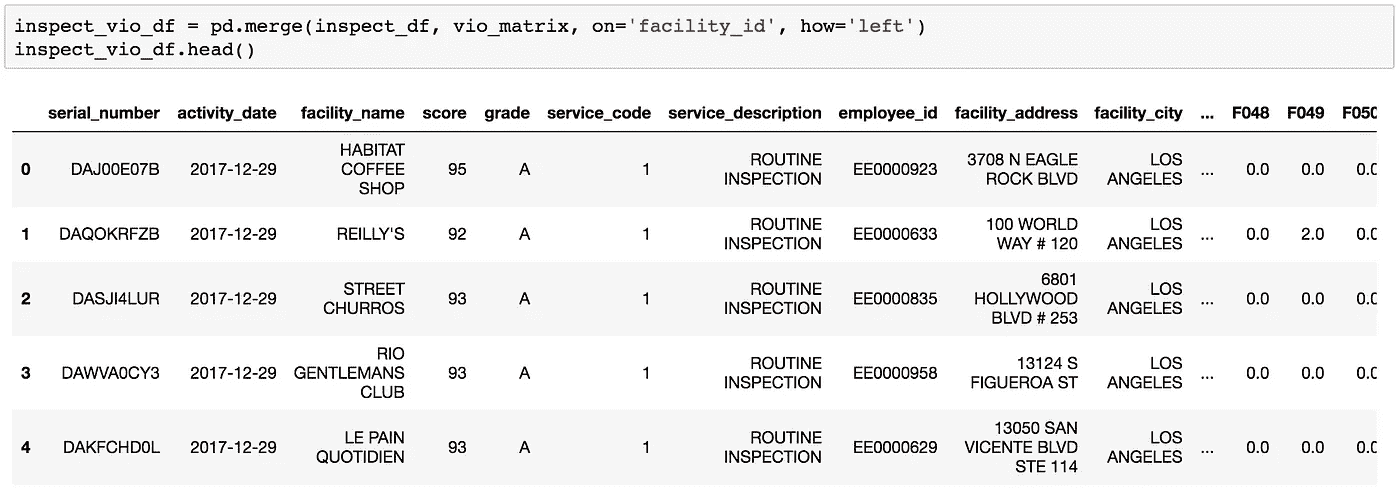 inspect_vio_df = pd.merge(inspect_df, vio_matrix, on='facility_id', how='left')
inspect_vio_df.head()
serial_number activity_date facility_name score grade service_code service_description employee_id facility_address facility_city ... F048 F049 F050
HABITAT
0 DAJ00E07B 2017-12-29 COFFEE 95 A 1 ROUTINE INSPECTION EE0000923 3708 N EAGLE ROCK BLVD LOS ANGELES ... 0.0 0.0 0.0
SHOP
1 DAQOKRFZB 2017-12-29 REILLY'S 92 A 1 ROUTINE INSPECTION EE0000633 100 WORLD WAY # 120 LOS ANGELES ... 0.0 2.0 0.0
2 DASJI4LUR 2017-12-29 STREET CHURROS 93 A 1 ROUTINE INSPECTION EE0000835 6801 HOLLYWOOD BLVD # 253 LOS ANGELES ... 0.0 0.0 0.0
3 DAWVA0CY3 2017-12-29 RIO GENTLEMANS CLUB 93 A 1 ROUTINE INSPECTION EE0000958 13124 S FIGUEROA ST LOS ANGELES ... 0.0 0.0 0.0
4 DAKFCHD0L 2017-12-29 LE PAIN QUOTIDIEN 93 A 1 ROUTINE INSPECTION EE0000629 13050 SAN VICENTE BLVD STE 114 LOS ANGELES ... 0.0 0.0 0.0